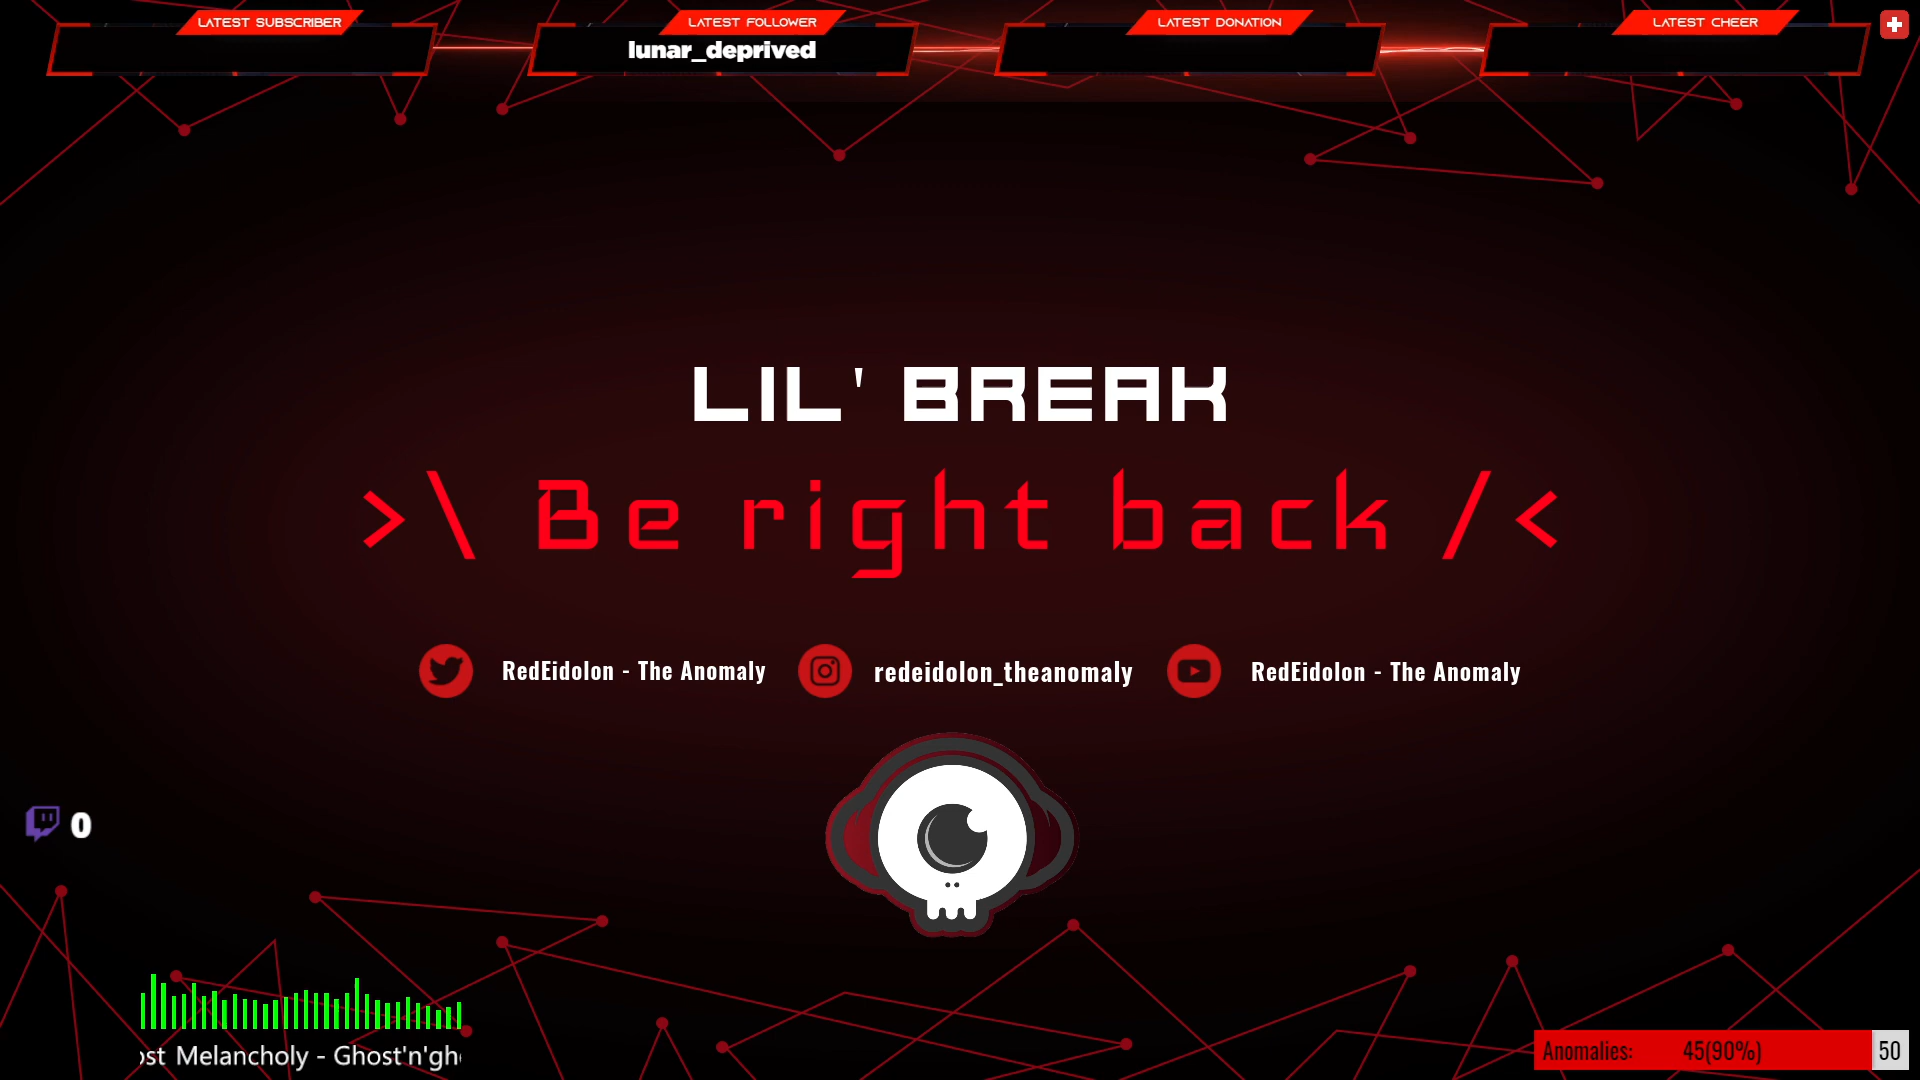 LATEST SUBSCRIBER
LATEST FOLLOWER
lunar_deprived
LATEST DONATION
LATEST CHEER
LIL' BREAK
>\ Be right back /<
RedEidolon - The Anomaly
redeidolon_theanomaly
RedEidolon - The Anomaly
0
ost Melancholy - Ghost'n'gh
Anomalies: 45(90%) 50